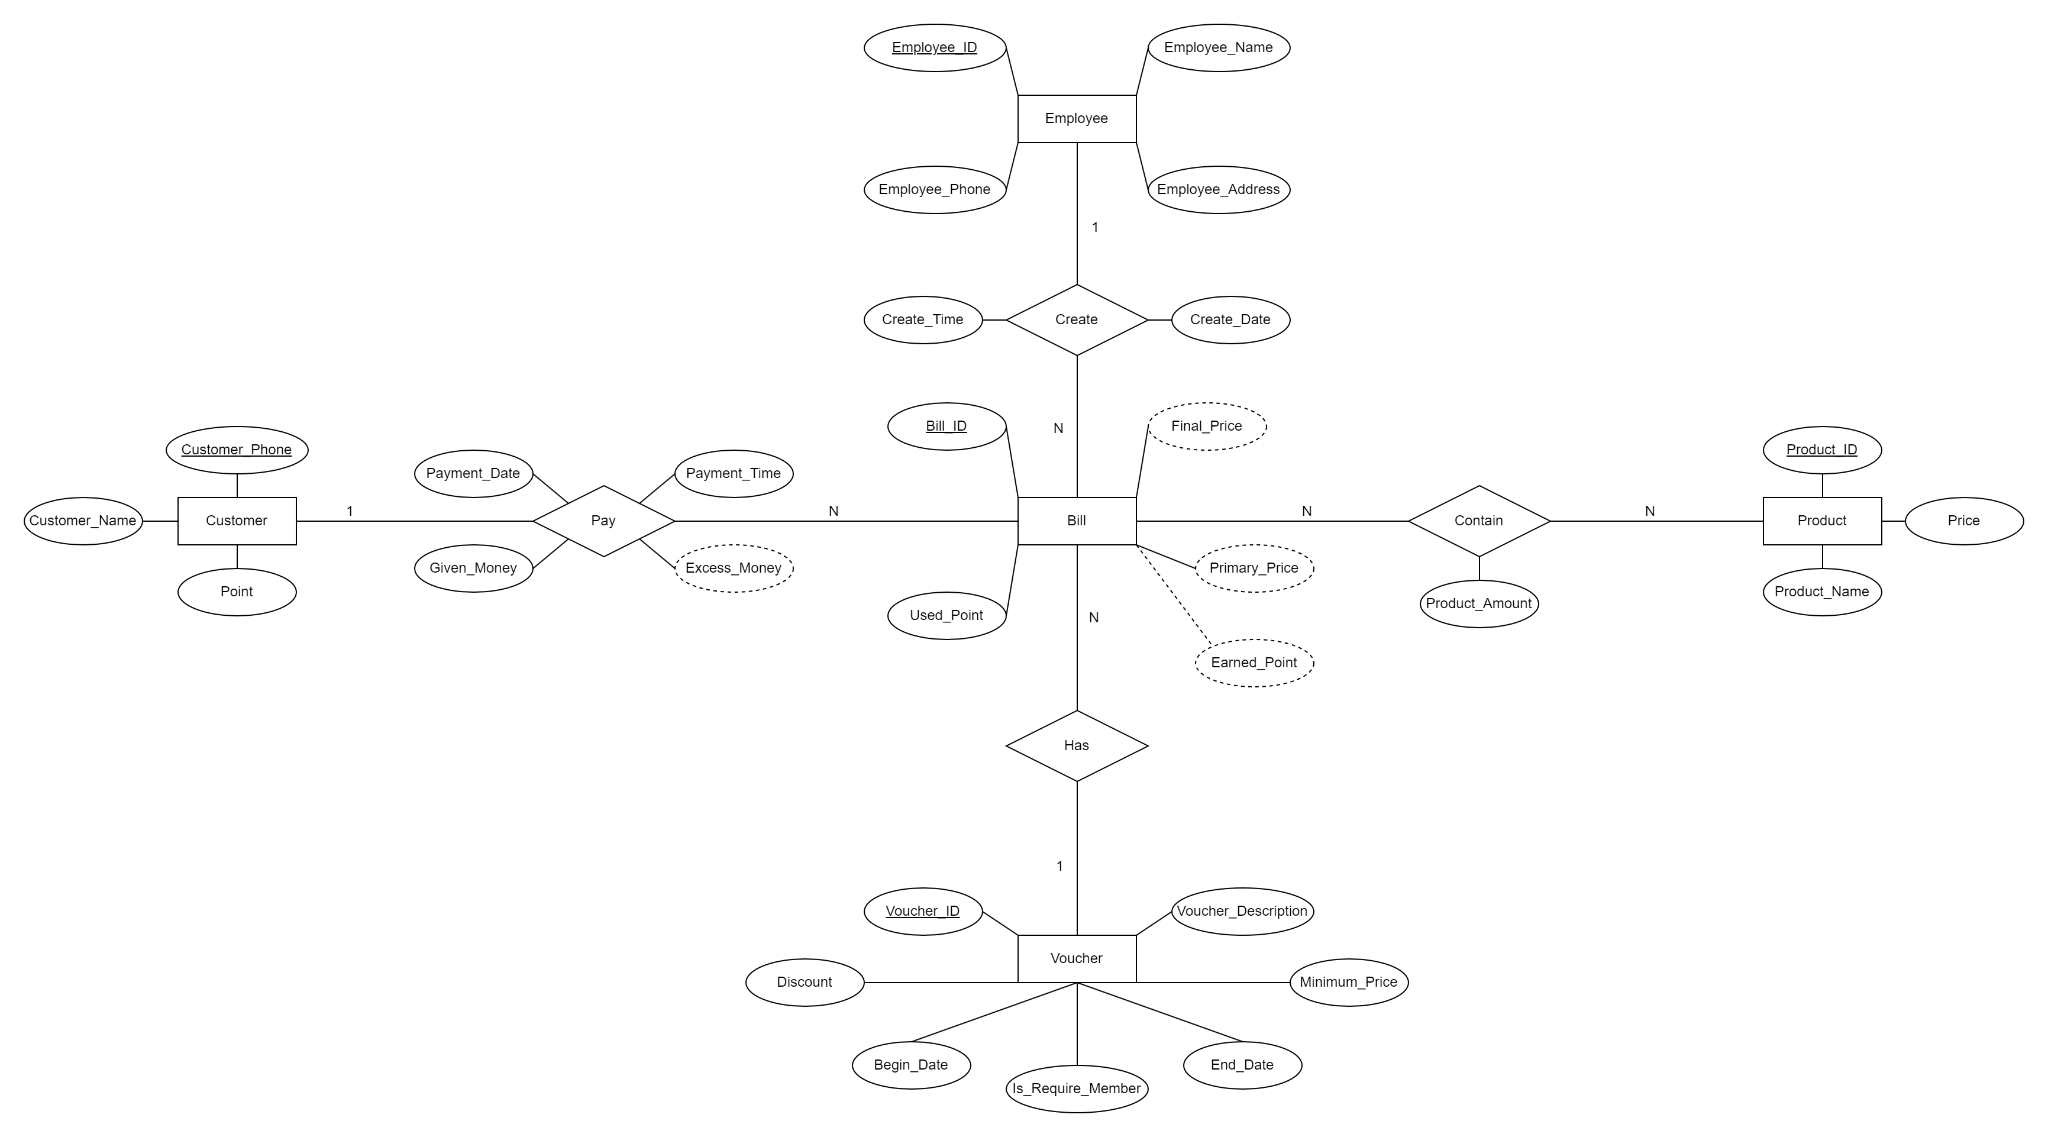 Employee_ID
Employee_Name
Employee
Employee_Phone
Employee_Address
1
Create_Time
Create
Create_Date
N
Bill_ID
Final_Price
Customer_Phone
Payment_Date
Payment_Time
Product_ID
Customer_Name
Customer
1
Pay
N
Bill
N
Contain
N
Product
Price
Given_Money
Excess_Money
Primary_Price
Point
Product_Amount
Product_Name
Used_Point
N
Earned_Point
Has
1
Voucher_ID
Voucher_Description
Voucher
Discount
Minimum_Price
Begin_Date
End_Date
Is_Require_Member